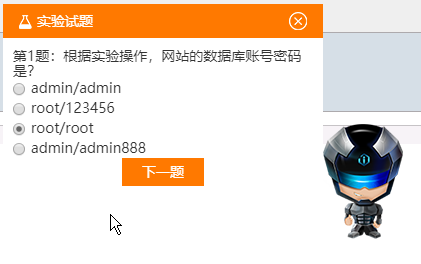 实验试题
第1题：根据实验操作，网站的数据库账号密码
是？
admin/admin
root/123456
root/root
admin/admin888
下一题